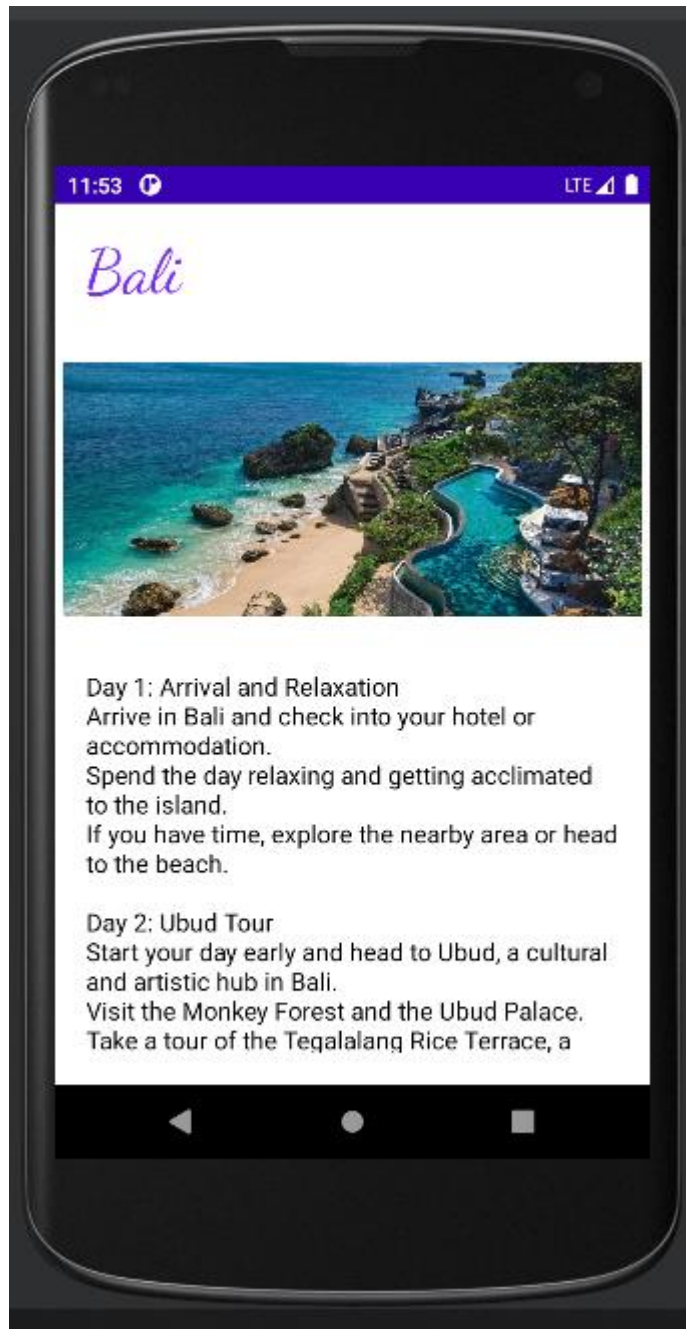 11:53 LTE
Bali
Day 1: Arrival and Relaxation
Arrive in Bali and check into your hotel or
accommodation.
Spend the day relaxing and getting acclimated
to the island.
If you have time, explore the nearby area or head
to the beach.
Day 2: Ubud Tour
Start your day early and head to Ubud, a cultural
and artistic hub in Bali.
Visit the Monkey Forest and the Ubud Palace.
Take a tour of the Tegalalang Rice Terrace, a